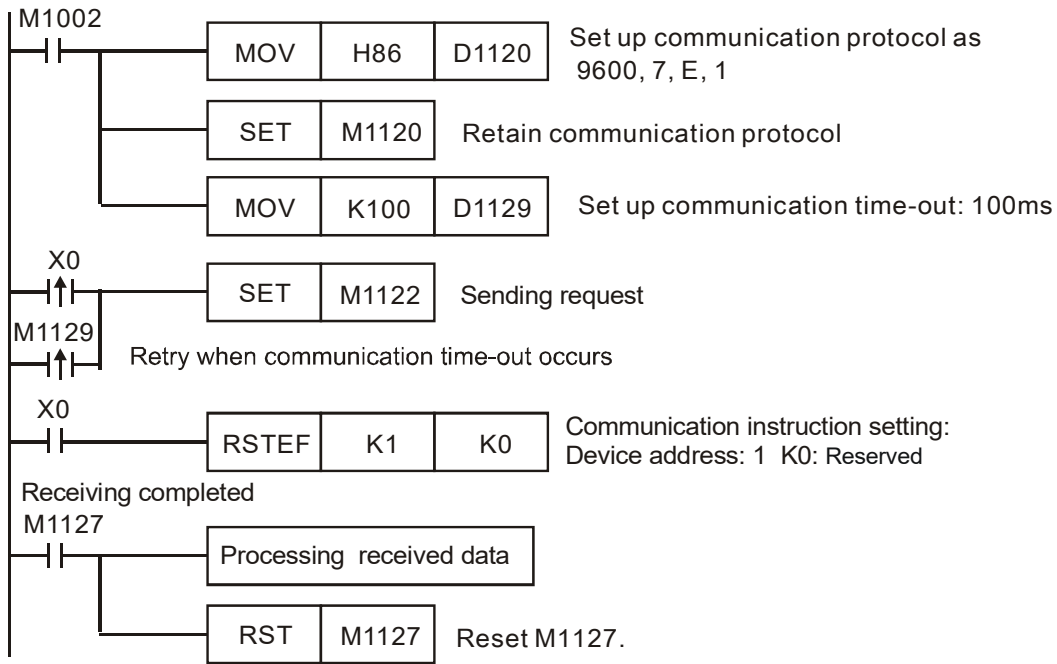 M1002
MOV H86 D1120 Set up communication protocol as
9600, 7, E, 1
SET M1120 Retain communication protocol
MOV K100 D1129 Set up communication time-out: 100ms
X0
SET M1122 Sending request
M1129
Retry when communication time-out occurs
X0
RSTEF K1 K0 Communication instruction setting:
Device address: 1 K0: Reserved
Receiving completed
M1127
Processing received data
RST M1127 Reset M1127.